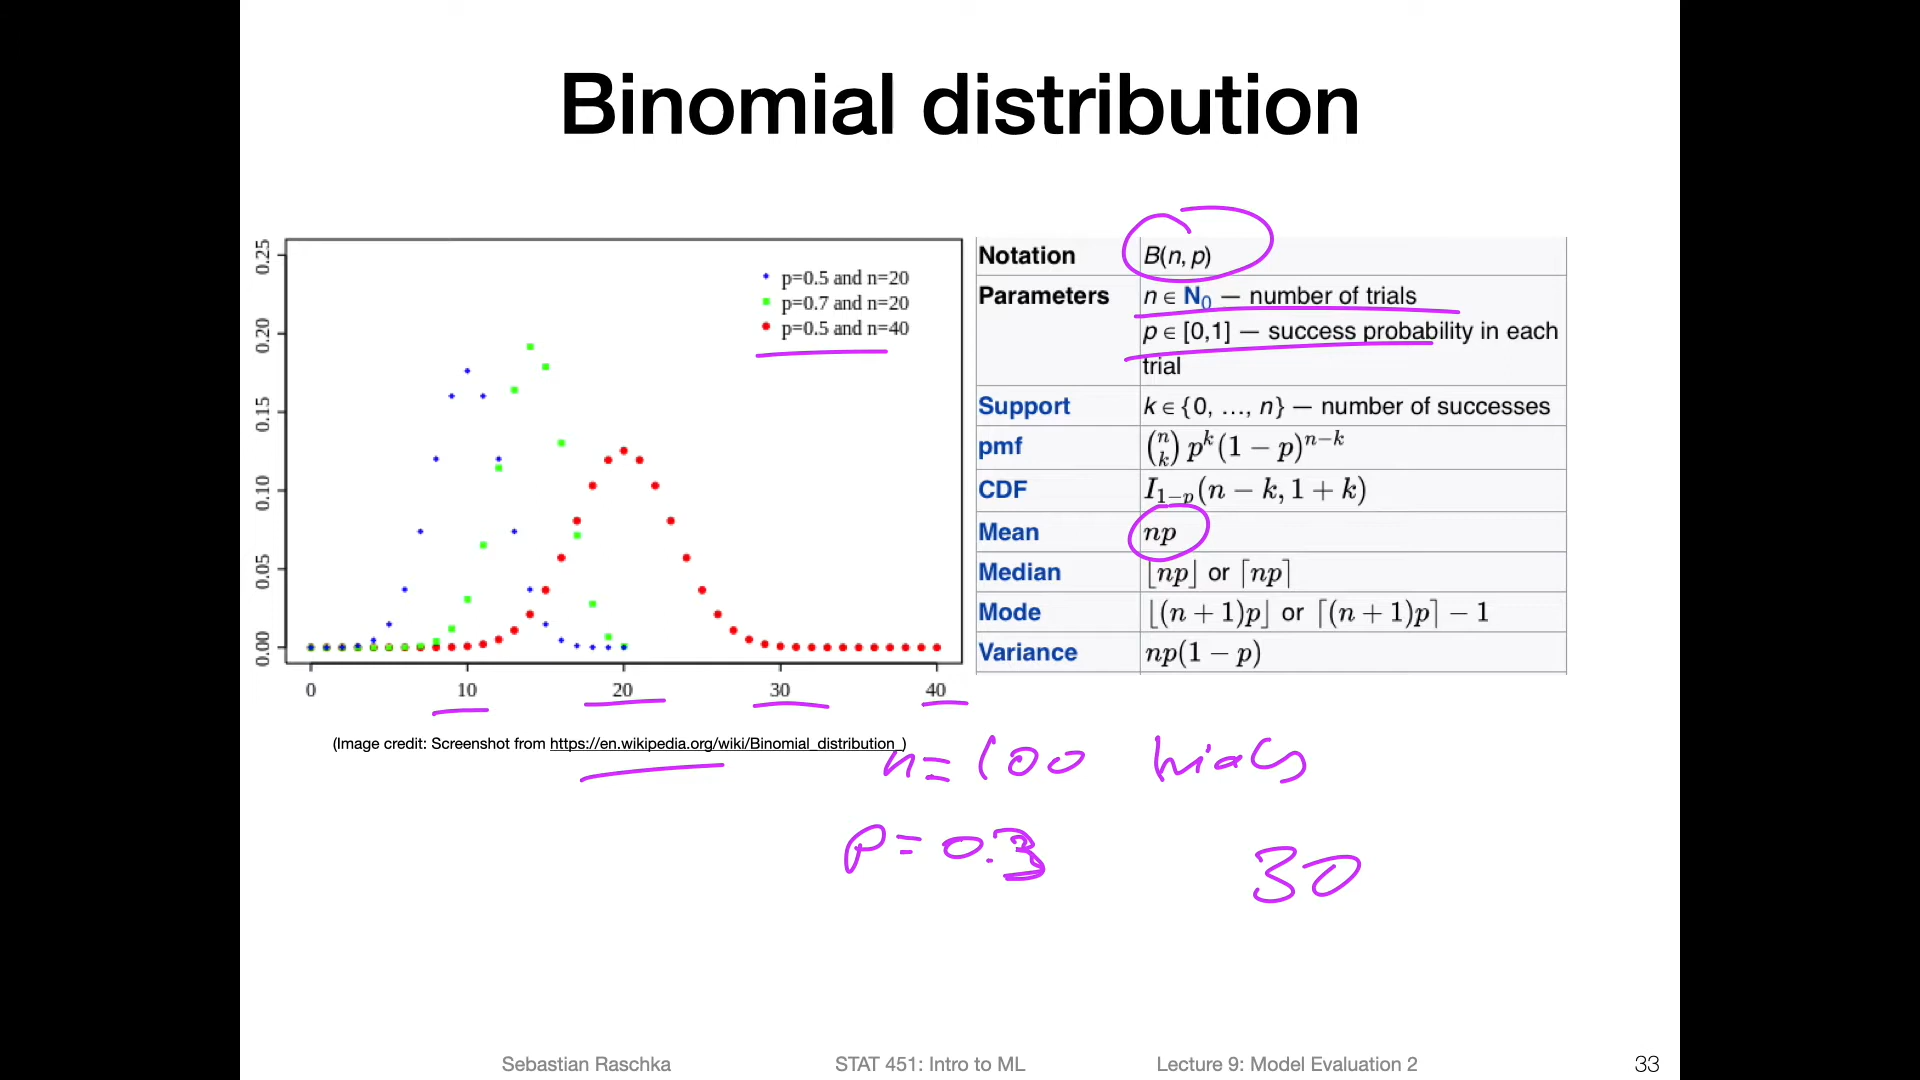 Binomial distribution
0.25
0.20
0.15
0.10
0.05
0.00
p=0.5 and n=20
p=0.7 and n=20
p=0.5 and n=40
0 10 20 30 40
Notation B(n, p)
Parameters n ∈ N₀ — number of trials
p ∈ [0,1] — success probability in each
trial
Support k ∈ {0, …, n} — number of successes
pmf (n k) pᵏ(1 − p)ⁿ⁻ᵏ
CDF I₁₋ₚ(n − k, 1 + k)
Mean np
Median ⌊np⌋ or ⌈np⌉
Mode ⌊(n + 1)p⌋ or ⌈(n + 1)p⌉ − 1
Variance np(1 − p)
(Image credit: Screenshot from https://en.wikipedia.org/wiki/Binomial_distribution )
n= 100 trials
p= 0.3
30
Sebastian Raschka STAT 451: Intro to ML Lecture 9: Model Evaluation 2 33